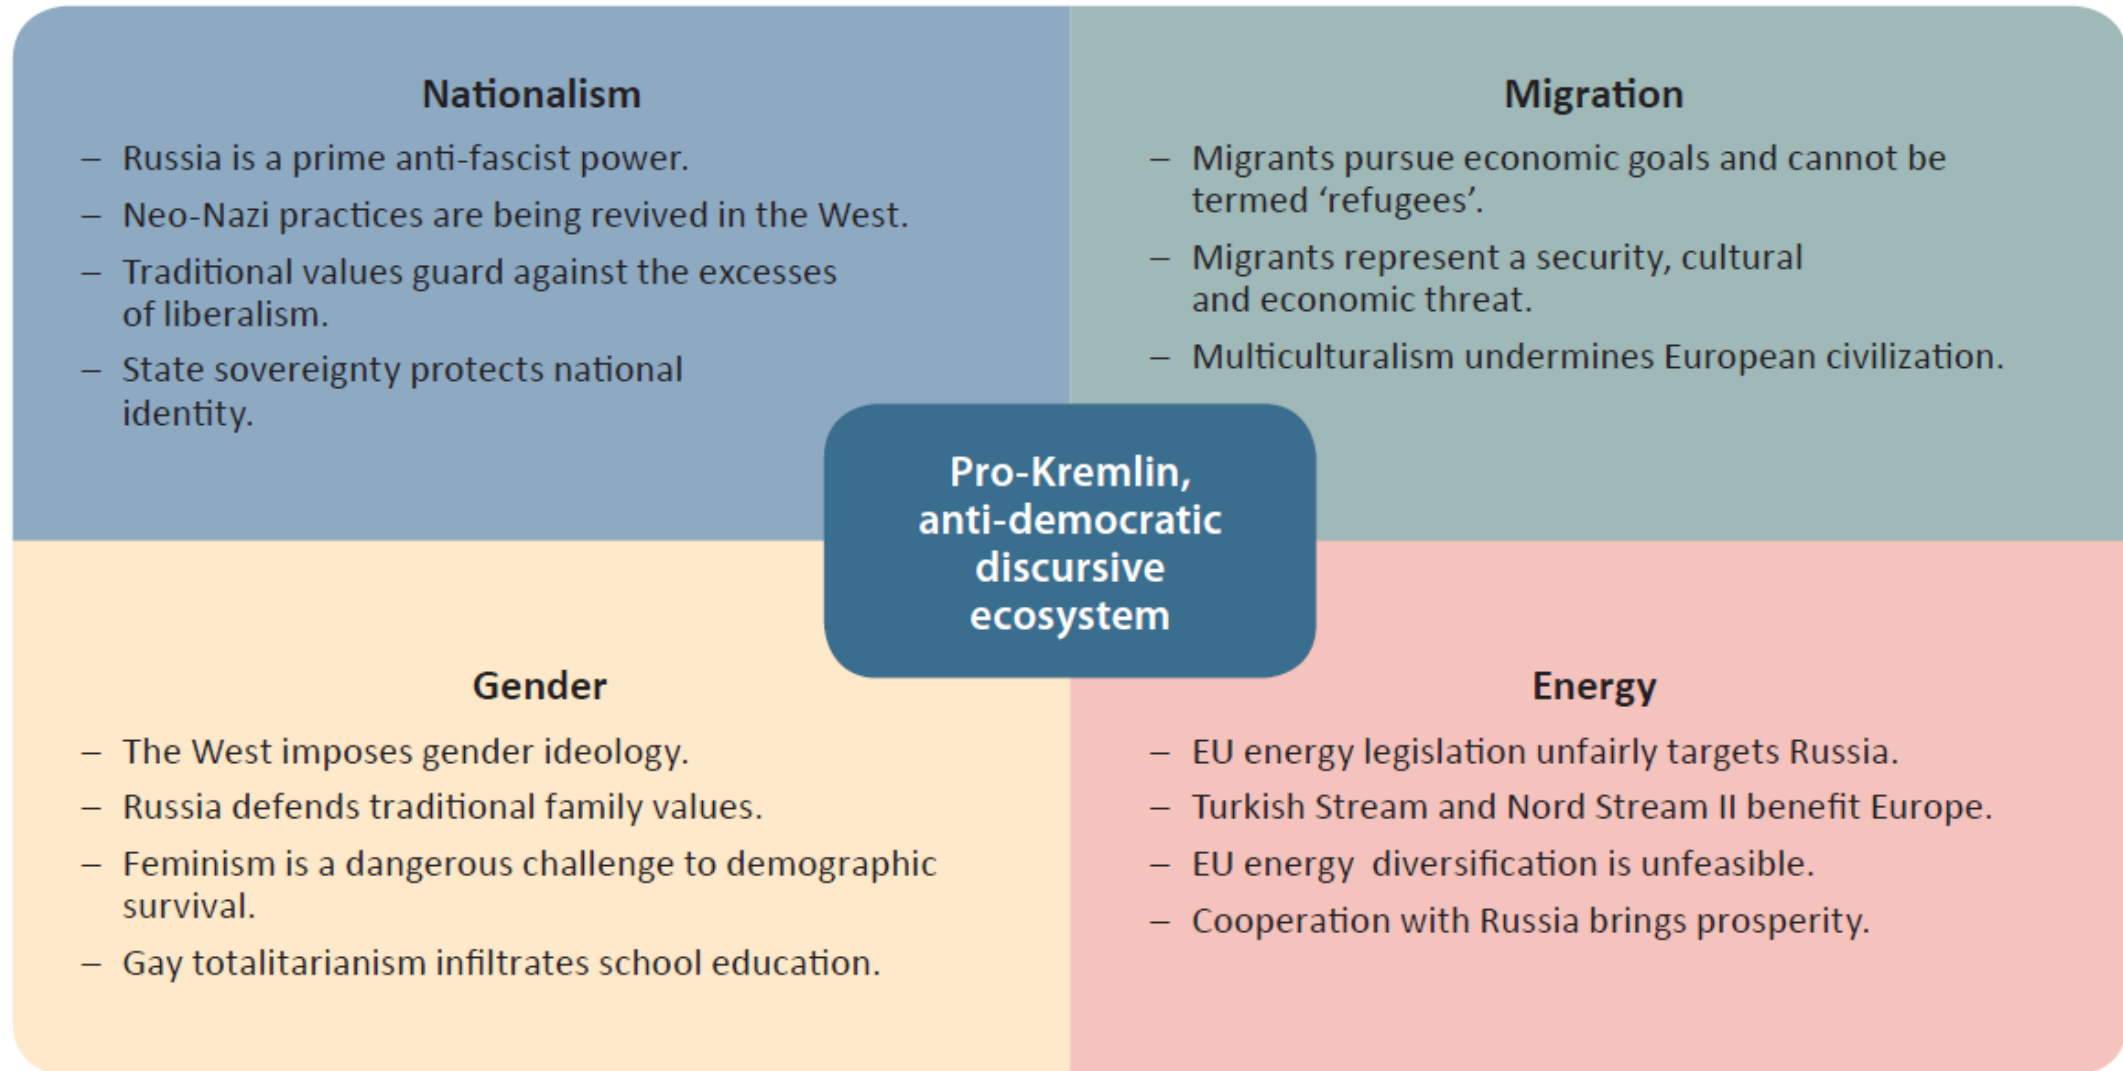 Nationalism
– Russia is a prime anti-fascist power.
– Neo-Nazi practices are being revived in the West.
– Traditional values guard against the excesses
of liberalism.
– State sovereignty protects national
identity.
Migration
– Migrants pursue economic goals and cannot be
termed ‘refugees’.
– Migrants represent a security, cultural
and economic threat.
– Multiculturalism undermines European civilization.
Pro-Kremlin,
anti-democratic
discursive
ecosystem
Gender
– The West imposes gender ideology.
– Russia defends traditional family values.
– Feminism is a dangerous challenge to demographic
survival.
– Gay totalitarianism infiltrates school education.
Energy
– EU energy legislation unfairly targets Russia.
– Turkish Stream and Nord Stream II benefit Europe.
– EU energy  diversification is unfeasible.
– Cooperation with Russia brings prosperity.